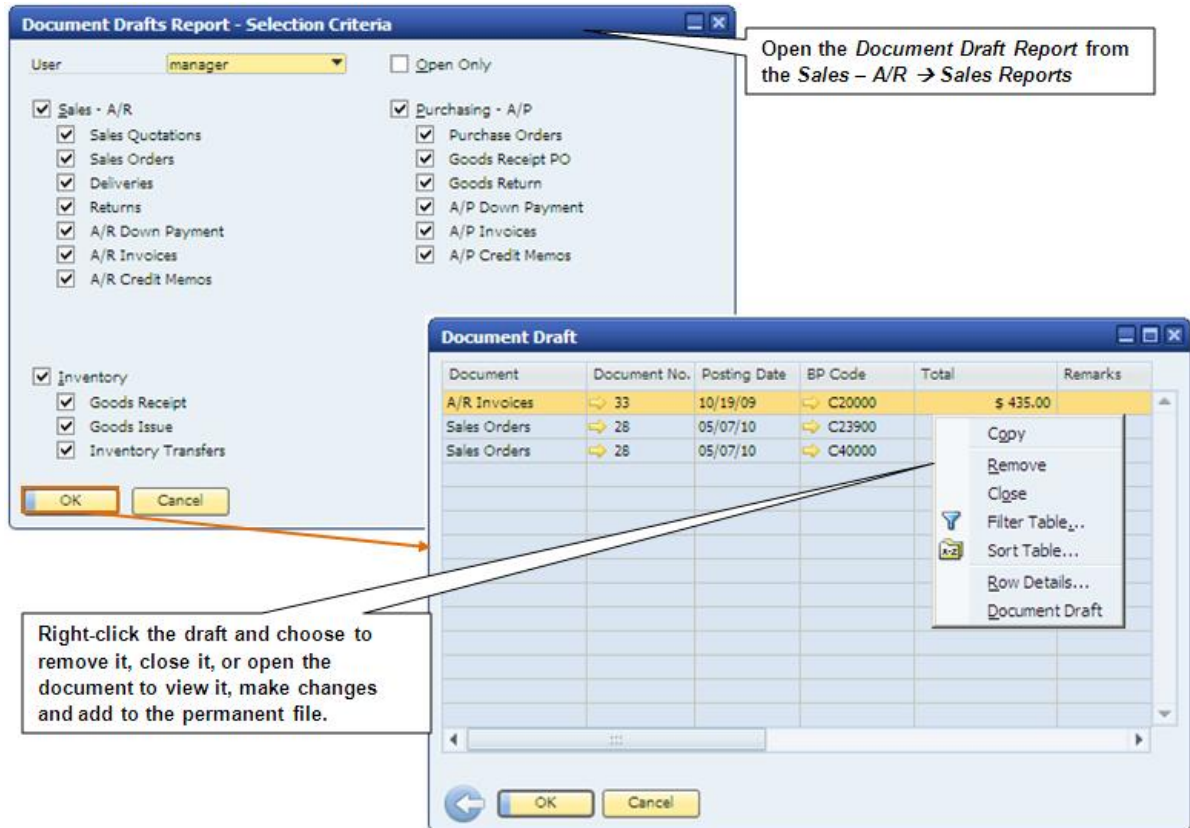 Document Drafts Report - Selection Criteria
User manager Open Only
Open the Document Draft Report from
the Sales – A/R → Sales Reports
Sales - A/R
Sales Quotations
Sales Orders
Deliveries
Returns
A/R Down Payment
A/R Invoices
A/R Credit Memos
Purchasing - A/P
Purchase Orders
Goods Receipt PO
Goods Return
A/P Down Payment
A/P Invoices
A/P Credit Memos
Inventory
Goods Receipt
Goods Issue
Inventory Transfers
OK Cancel
Document Draft
Document Document No. Posting Date BP Code Total Remarks
A/R Invoices 33 10/19/09 C20000 $ 435.00
Sales Orders 28 05/07/10 C23900
Sales Orders 28 05/07/10 C40000
Copy
Remove
Close
Filter Table...
A-Z Sort Table...
Row Details...
Document Draft
Right-click the draft and choose to
remove it, close it, or open the
document to view it, make changes
and add to the permanent file.
OK Cancel